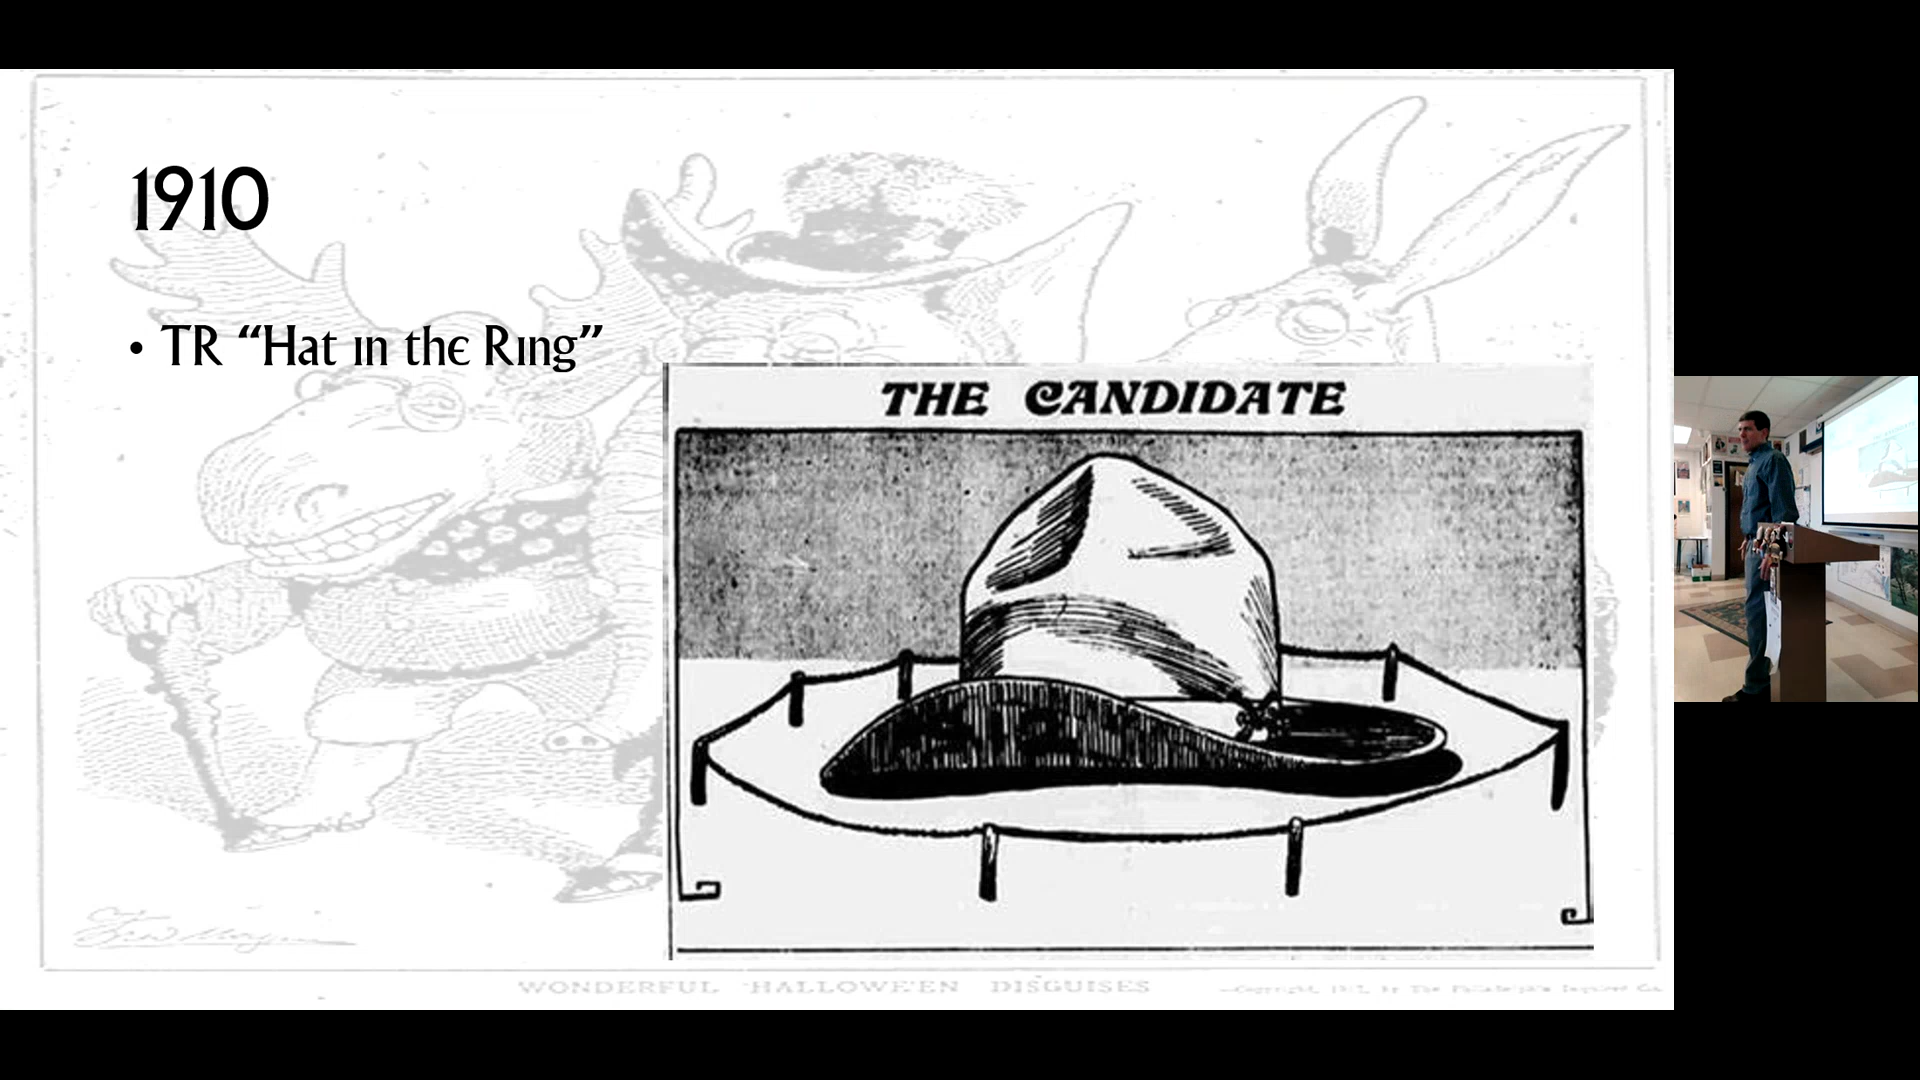 1910
• TR “Hat in the Ring”
THE CANDIDATE
WONDERFUL HALLOWE'EN DISGUISES